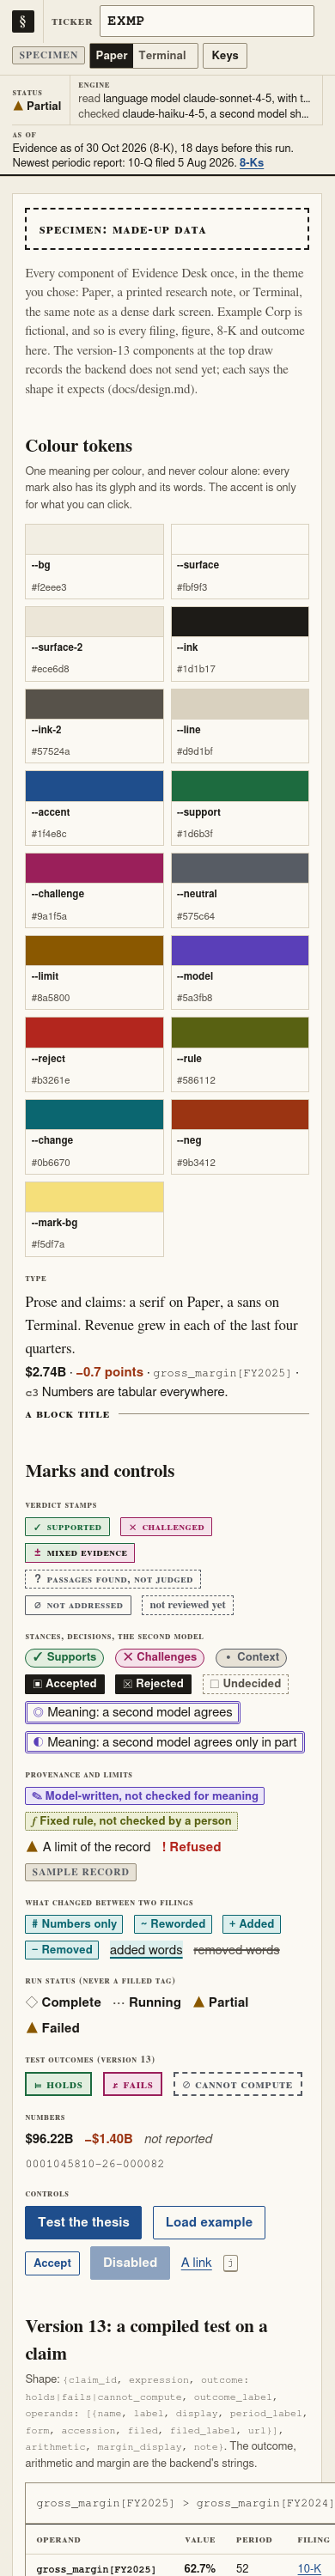 § TICKER EXMP
SPECIMEN Paper Terminal Keys
STATUS
▲ Partial
ENGINE
read language model claude-sonnet-4-5, with t…
checked claude-haiku-4-5, a second model sh…
AS OF
Evidence as of 30 Oct 2026 (8-K), 18 days before this run.
Newest periodic report: 10-Q filed 5 Aug 2026. 8-Ks
SPECIMEN: MADE-UP DATA
Every component of Evidence Desk once, in the theme
you chose: Paper, a printed research note, or Terminal,
the same note as a dense dark screen. Example Corp is
fictional, and so is every filing, figure, 8-K and outcome
here. The version-13 components at the top draw
records the backend does not send yet; each says the
shape it expects (docs/design.md).
Colour tokens
One meaning per colour, and never colour alone: every
mark also has its glyph and its words. The accent is only
for what you can click.
--bg
#f2eee3
--surface
#fbf9f3
--surface-2
#ece6d8
--ink
#1d1b17
--ink-2
#57524a
--line
#d9d1bf
--accent
#1f4e8c
--support
#1d6b3f
--challenge
#9a1f5a
--neutral
#575c64
--limit
#8a5800
--model
#5a3fb8
--reject
#b3261e
--rule
#586112
--change
#0b6670
--neg
#9b3412
--mark-bg
#f5df7a
TYPE
Prose and claims: a serif on Paper, a sans on
Terminal. Revenue grew in each of the last four
quarters.
$2.74B · −0.7 points · gross_margin[FY2025] ·
c3 Numbers are tabular everywhere.
A BLOCK TITLE
Marks and controls
VERDICT STAMPS
✓ SUPPORTED ✕ CHALLENGED
± MIXED EVIDENCE
? PASSAGES FOUND, NOT JUDGED
∅ NOT ADDRESSED not reviewed yet
STANCES, DECISIONS, THE SECOND MODEL
✓ Supports ✕ Challenges • Context
▣ Accepted ☒ Rejected □ Undecided
◎ Meaning: a second model agrees
◐ Meaning: a second model agrees only in part
PROVENANCE AND LIMITS
✎ Model-written, not checked for meaning
ƒ Fixed rule, not checked by a person
▲ A limit of the record ! Refused
SAMPLE RECORD
WHAT CHANGED BETWEEN TWO FILINGS
# Numbers only ~ Reworded + Added
− Removed added words removed words
RUN STATUS (NEVER A FILLED TAG)
◇ Complete ⋯ Running ▲ Partial
▲ Failed
TEST OUTCOMES (VERSION 13)
⊨ HOLDS ⊭ FAILS ⊘ CANNOT COMPUTE
NUMBERS
$96.22B −$1.40B not reported
0001045810-26-000082
CONTROLS
Test the thesis Load example
Accept Disabled A link j
Version 13: a compiled test on a
claim
Shape: {claim_id, expression, outcome:
holds|fails|cannot_compute, outcome_label,
operands: [{name, label, display, period_label,
form, accession, filed, filed_label, url}],
arithmetic, margin_display, note}. The outcome,
arithmetic and margin are the backend's strings.
gross_margin[FY2025] > gross_margin[FY2024]
OPERAND VALUE PERIOD FILING
gross_margin[FY2025] 62.7% 52 10-K